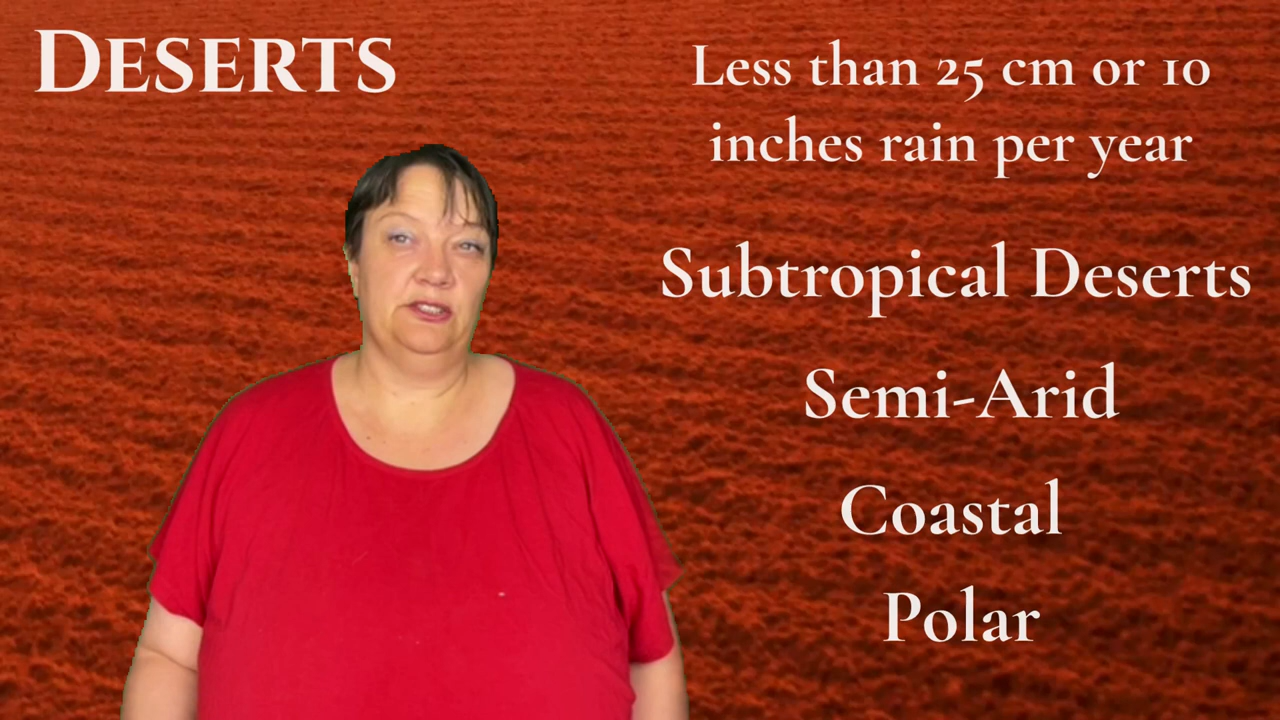 Deserts
Less than 25 cm or 10
inches rain per year
Subtropical Deserts
Semi-Arid
Coastal
Polar